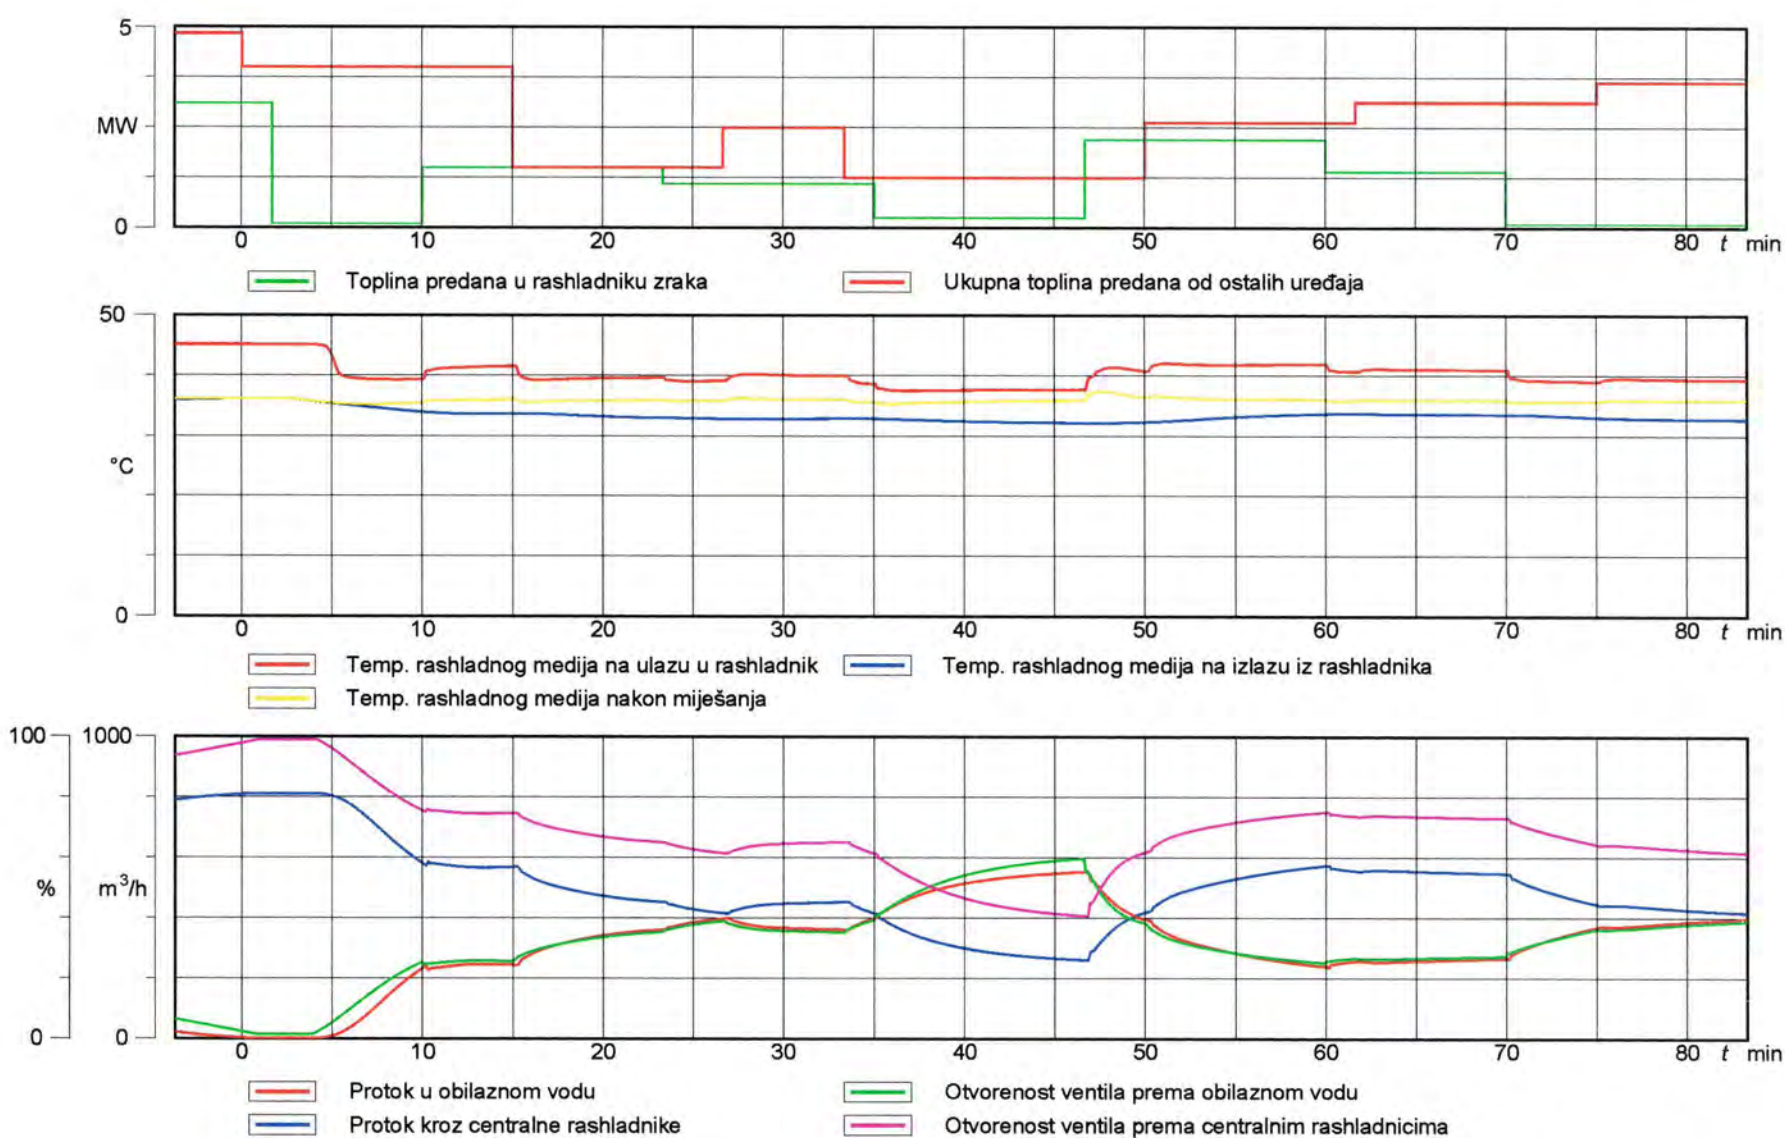 5
MW
0
0 10 20 30 40 50 60 70 80 t min
Toplina predana u rashladniku zraka
Ukupna toplina predana od ostalih uređaja
50
°C
0
0 10 20 30 40 50 60 70 80 t min
Temp. rashladnog medija na ulazu u rashladnik
Temp. rashladnog medija na izlazu iz rashladnika
Temp. rashladnog medija nakon miješanja
100 1000
% m³/h
0 0
0 10 20 30 40 50 60 70 80 t min
Protok u obilaznom vodu
Otvorenost ventila prema obilaznom vodu
Protok kroz centralne rashladnike
Otvorenost ventila prema centralnim rashladnicima